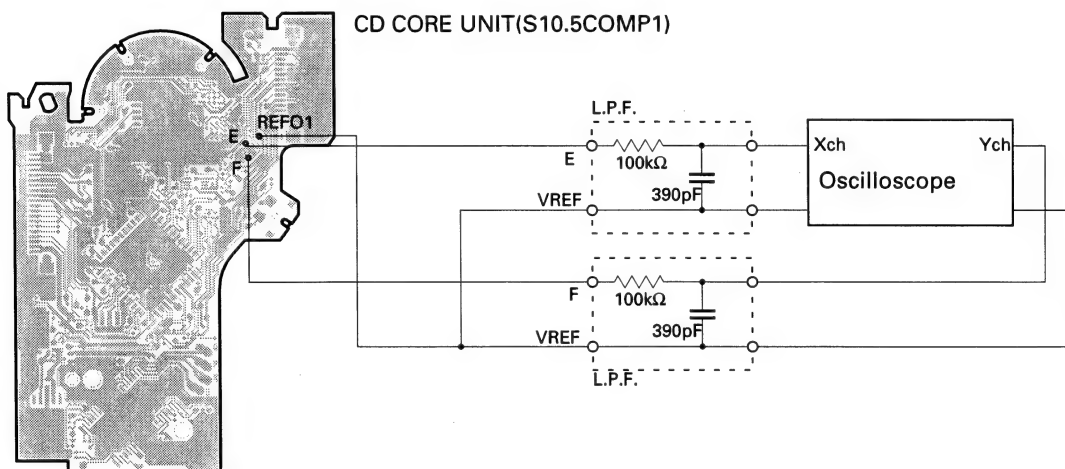 CD CORE UNIT(S10.5COMP1)
L.P.F.
REFO1
E
F
E
100kΩ
390pF
VREF
Xch
Ych
Oscilloscope
F
100kΩ
390pF
VREF
L.P.F.